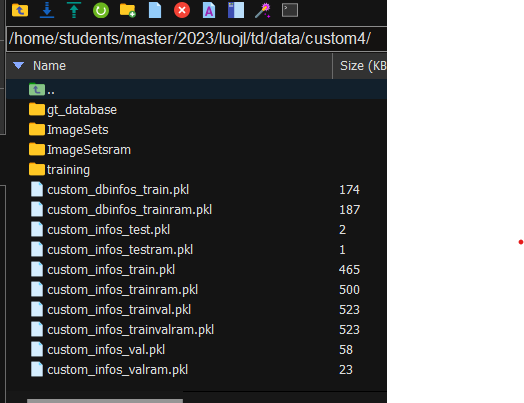 /home/students/master/2023/luojl/td/data/custom4/
Name Size (KB
..
gt_database
ImageSets
ImageSetsram
training
custom_dbinfos_train.pkl 174
custom_dbinfos_trainram.pkl 187
custom_infos_test.pkl 2
custom_infos_testram.pkl 1
custom_infos_train.pkl 465
custom_infos_trainram.pkl 500
custom_infos_trainval.pkl 523
custom_infos_trainvalram.pkl 523
custom_infos_val.pkl 58
custom_infos_valram.pkl 23